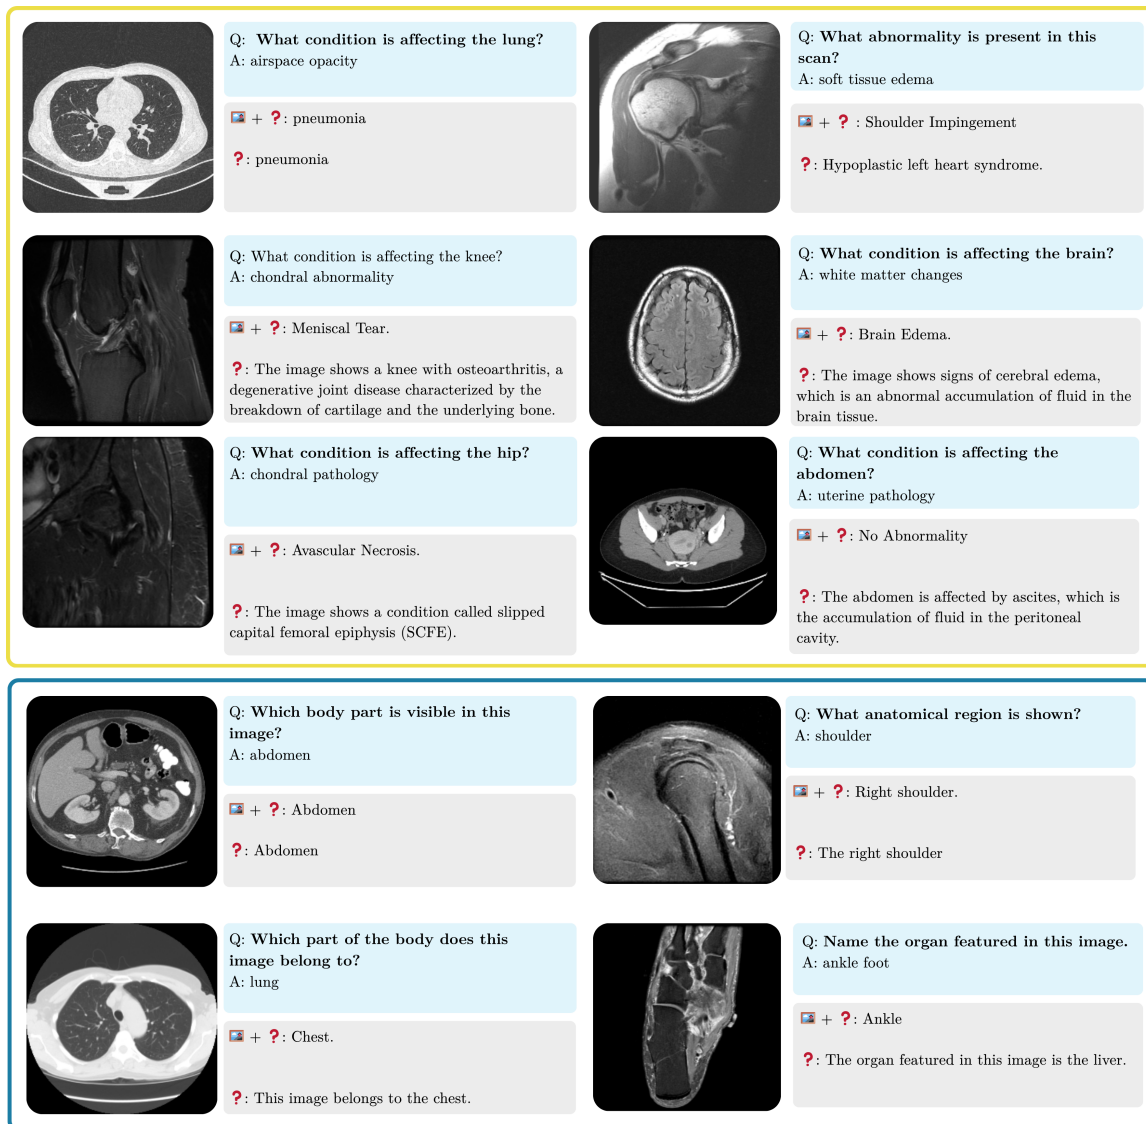 Q: What condition is affecting the lung?
A: airspace opacity
🖼️ + ❓: pneumonia
❓: pneumonia
Q: What abnormality is present in this
scan?
A: soft tissue edema
🖼️ + ❓ : Shoulder Impingement
❓: Hypoplastic left heart syndrome.
Q: What condition is affecting the knee?
A: chondral abnormality
🖼️ + ❓: Meniscal Tear.
❓: The image shows a knee with osteoarthritis, a
degenerative joint disease characterized by the
breakdown of cartilage and the underlying bone.
Q: What condition is affecting the brain?
A: white matter changes
🖼️ + ❓: Brain Edema.
❓: The image shows signs of cerebral edema,
which is an abnormal accumulation of fluid in the
brain tissue.
Q: What condition is affecting the hip?
A: chondral pathology
🖼️ + ❓: Avascular Necrosis.
❓: The image shows a condition called slipped
capital femoral epiphysis (SCFE).
Q: What condition is affecting the
abdomen?
A: uterine pathology
🖼️ + ❓: No Abnormality
❓: The abdomen is affected by ascites, which is
the accumulation of fluid in the peritoneal
cavity.
Q: Which body part is visible in this
image?
A: abdomen
🖼️ + ❓: Abdomen
❓: Abdomen
Q: What anatomical region is shown?
A: shoulder
🖼️ + ❓: Right shoulder.
❓: The right shoulder
Q: Which part of the body does this
image belong to?
A: lung
🖼️ + ❓: Chest.
❓: This image belongs to the chest.
Q: Name the organ featured in this image.
A: ankle foot
🖼️ + ❓: Ankle
❓: The organ featured in this image is the liver.